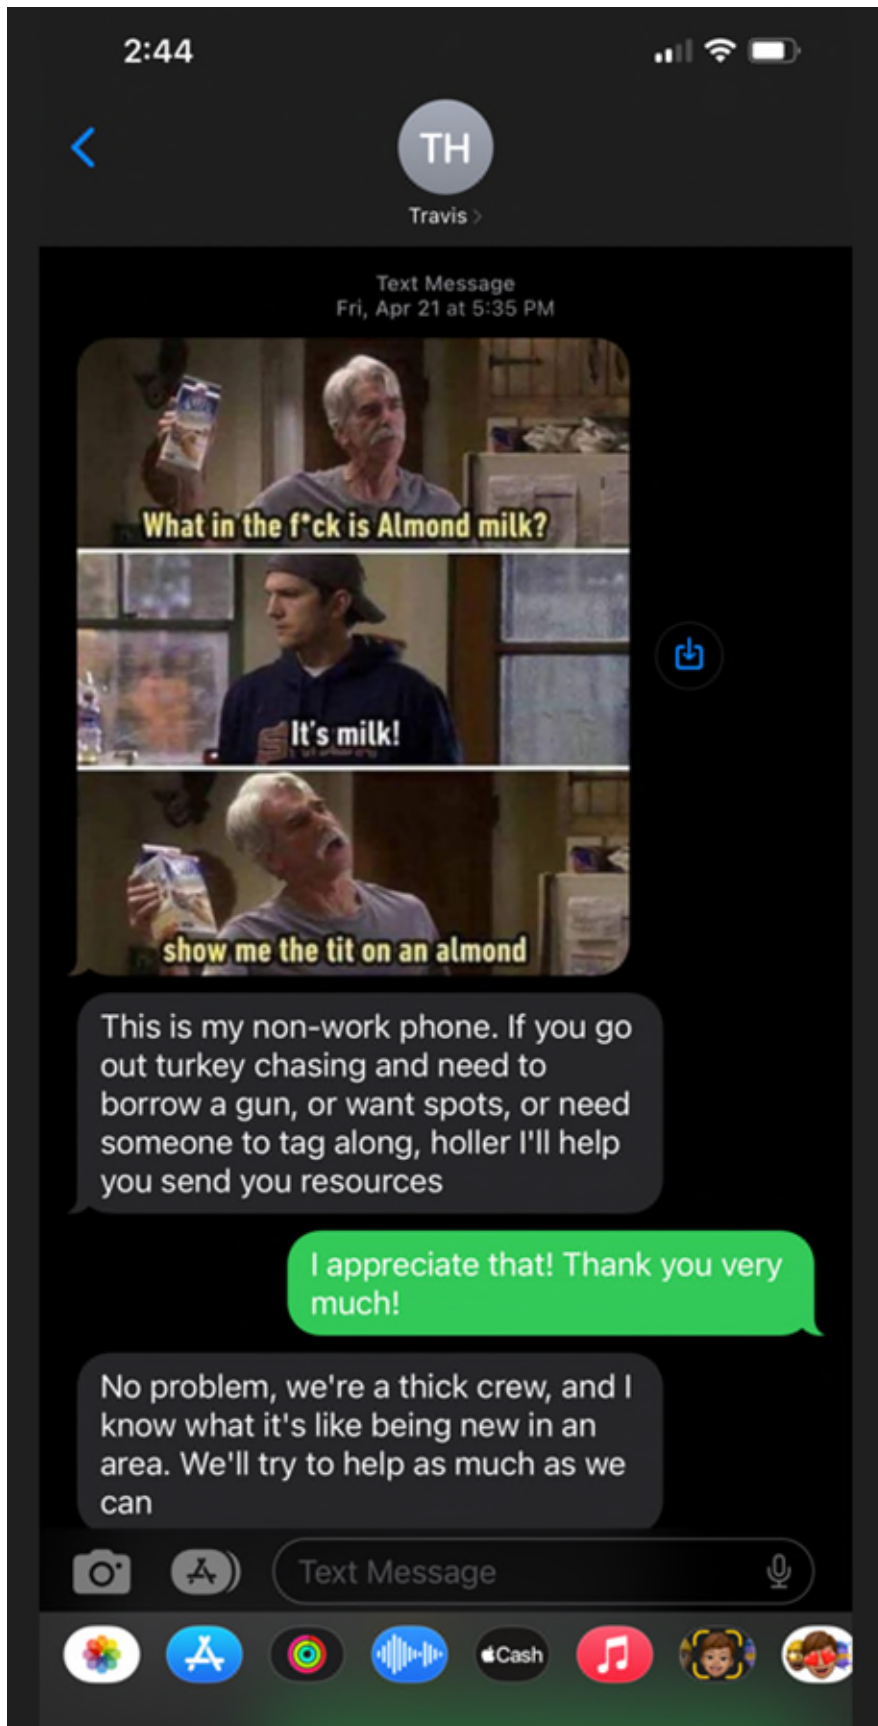 2:44
TH
Travis
Text Message
Fri, Apr 21 at 5:35 PM
What in the f*ck is Almond milk?
It's milk!
show me the tit on an almond
This is my non-work phone. If you go
out turkey chasing and need to
borrow a gun, or want spots, or need
someone to tag along, holler I'll help
you send you resources
I appreciate that! Thank you very
much!
No problem, we're a thick crew, and I
know what it's like being new in an
area. We'll try to help as much as we
can
Text Message
Cash